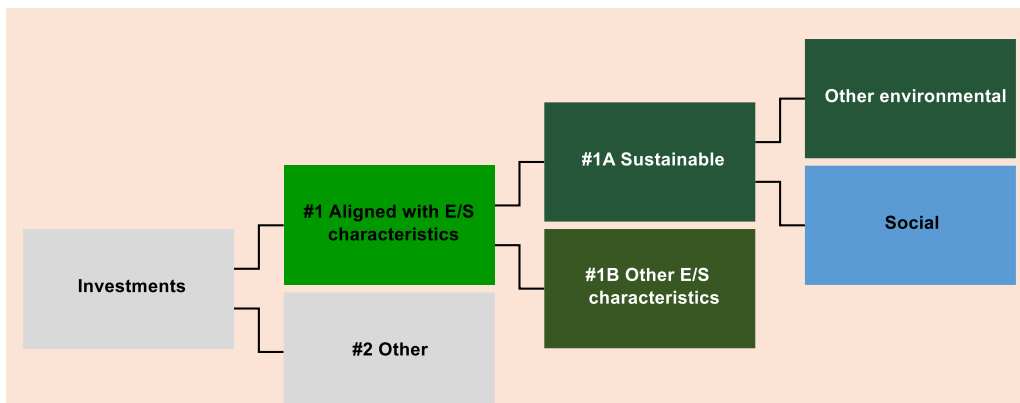 Other environmental
#1A Sustainable
#1 Aligned with E/S
characteristics
Social
Investments
#1B Other E/S
characteristics
#2 Other